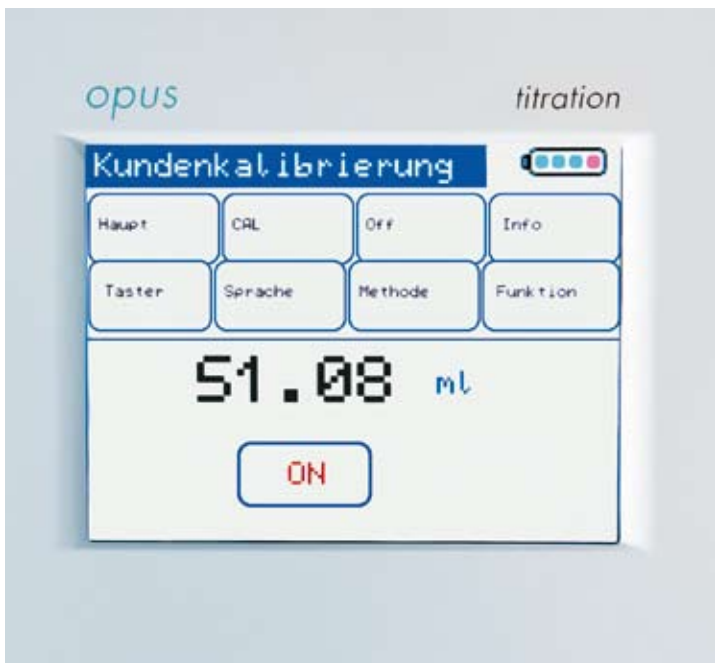 opus titration
Kundenkalibrierung
Haupt CAL Off Info
Taster Sprache Methode Funktion
51.08 ml
ON